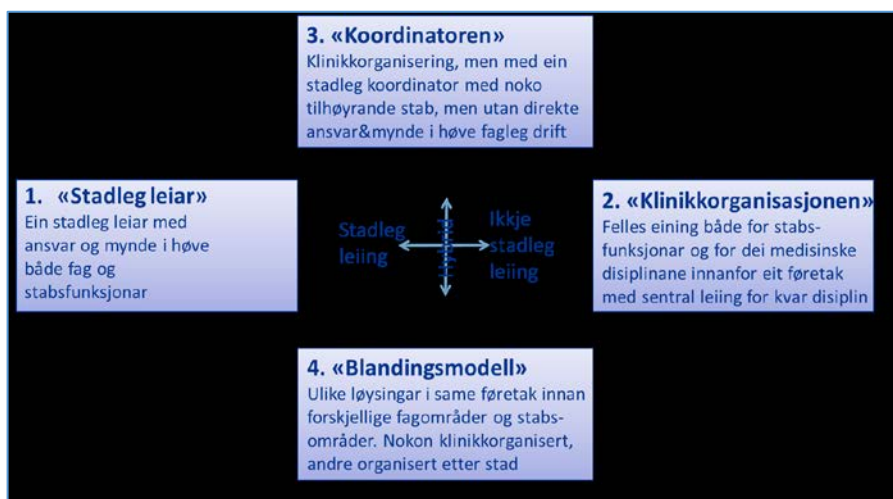 3. «Koordinatoren»
Klinikkorganisering, men med ein
stadleg koordinator med noko
tilhøyrande stab, men utan direkte
ansvar&mynde i høve fagleg drift
1. «Stadleg leiar»
Ein stadleg leiar med
ansvar og mynde i høve
både fag og
stabsfunksjonar
Stadleg
leiing
Ikkje
stadleg
leiing
2. «Klinikkorganisasjonen»
Felles eining både for stabs-
funksjonar og for dei medisinske
disiplinane innanfor eit føretak
med sentral leiing for kvar disiplin
4. «Blandingsmodell»
Ulike løysingar i same føretak innan
forskjellige fagområder og stabs-
områder. Nokon klinikkorganisert,
andre organisert etter stad